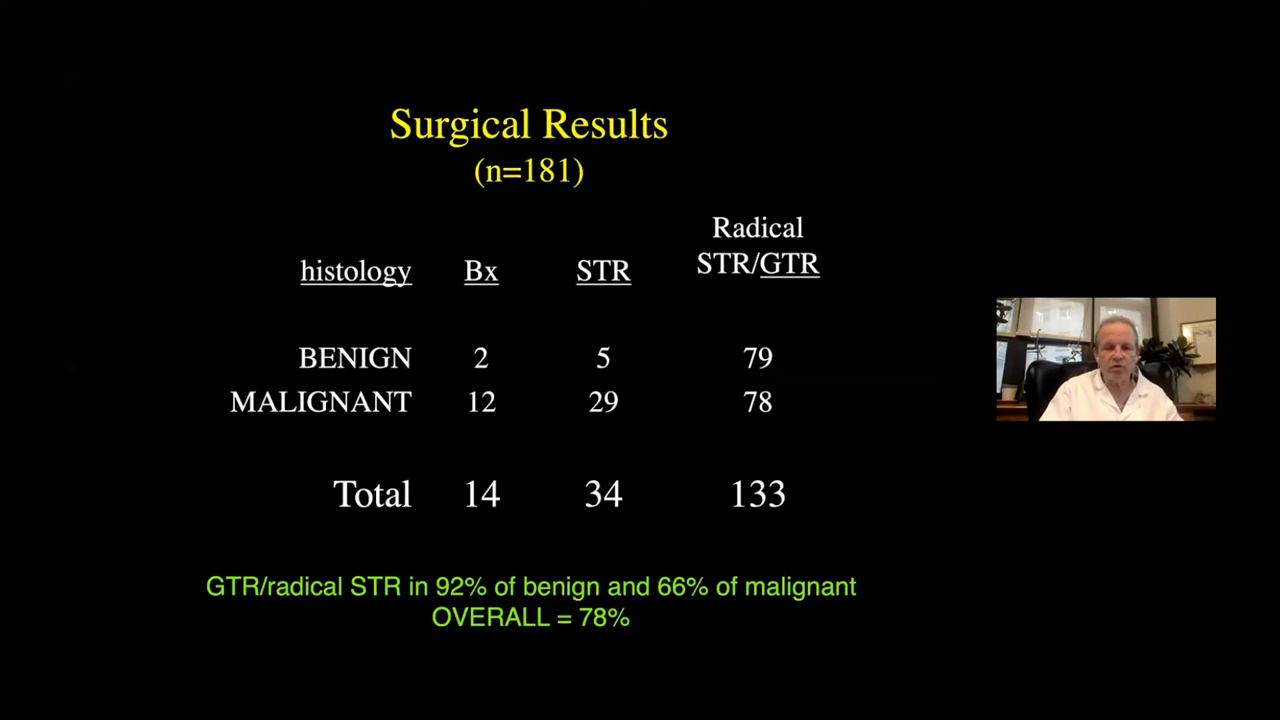 Surgical Results
(n=181)
Radical
histology Bx STR STR/GTR
BENIGN 2 5 79
MALIGNANT 12 29 78
Total 14 34 133
GTR/radical STR in 92% of benign and 66% of malignant
OVERALL = 78%